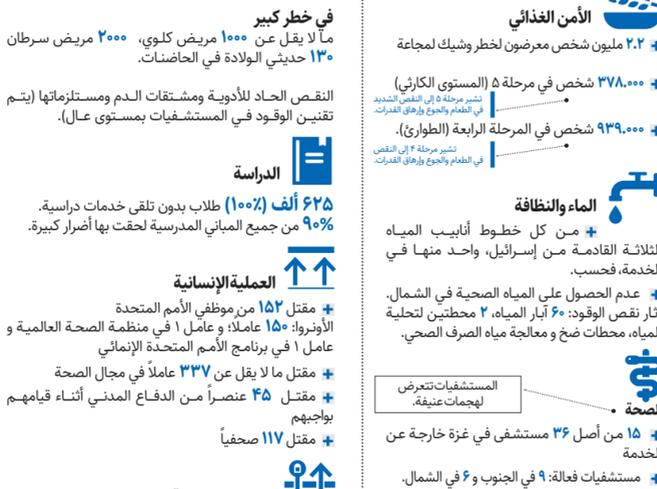 الأمن الغذائي
٢.٢ مليون شخص معرضون لخطر وشيك لمجاعة
٣٧٨.٠٠٠ شخص في مرحلة ٥ (المستوى الكارثي)
تشير مرحلة ٥ إلى النقص الشديد
في الطعام والجوع وإرهاق القدرات.
٩٣٩.٠٠٠ شخص في المرحلة الرابعة (الطوارئ).
تشير مرحلة ٤ إلى النقص
في الطعام والجوع وإرهاق القدرات.
الماء والنظافة
من كل خطوط أنابيب المياه
لثلاثة القادمة من إسرائيل، واحد منها في
لخدمة، فحسب.
عدم الحصول على المياه الصحية في الشمال.
ثار نقص الوقود: ٦٠ آبار المياه، ٢ محطتين لتحلية
لمياه، محطات ضخ و معالجة مياه الصرف الصحي.
لصحة
المستشفيات تتعرض
لهجمات عنيفة.
١٥ من أصل ٣٦ مستشفى في غزة خارجة عن
لخدمة
مستشفيات فعالة: ٩ في الجنوب و ٦ في الشمال.
في خطر كبير
ما لا يقل عن ١٠٠٠ مريض كلوي، ٢٠٠٠ مريض سرطان
١٣٠ حديثي الولادة في الحاضنات.
النقص الحاد للأدوية ومشتقات الدم ومستلزماتها (يتم
تقنين الوقود في المستشفيات بمستوى عال).
الدراسة
٦٢٥ ألف (١٠٠٪) طلاب بدون تلقى خدمات دراسية.
٩٠% من جميع المباني المدرسية لحقت بها أضرار كبيرة.
العملية الإنسانية
مقتل ١٥٢ من موظفي الأمم المتحدة
الأونروا: ١٥٠ عاملا؛ و عامل ١ في منظمة الصحة العالمية و
عامل ١ في برنامج الأمم المتحدة الإنمائي
مقتل ما لا يقل عن ٣٣٧ عاملاً في مجال الصحة
مقتل ٤٥ عنصراً من الدفاع المدني أثناء قيامهم
بواجبهم
مقتل ١١٧ صحفياً